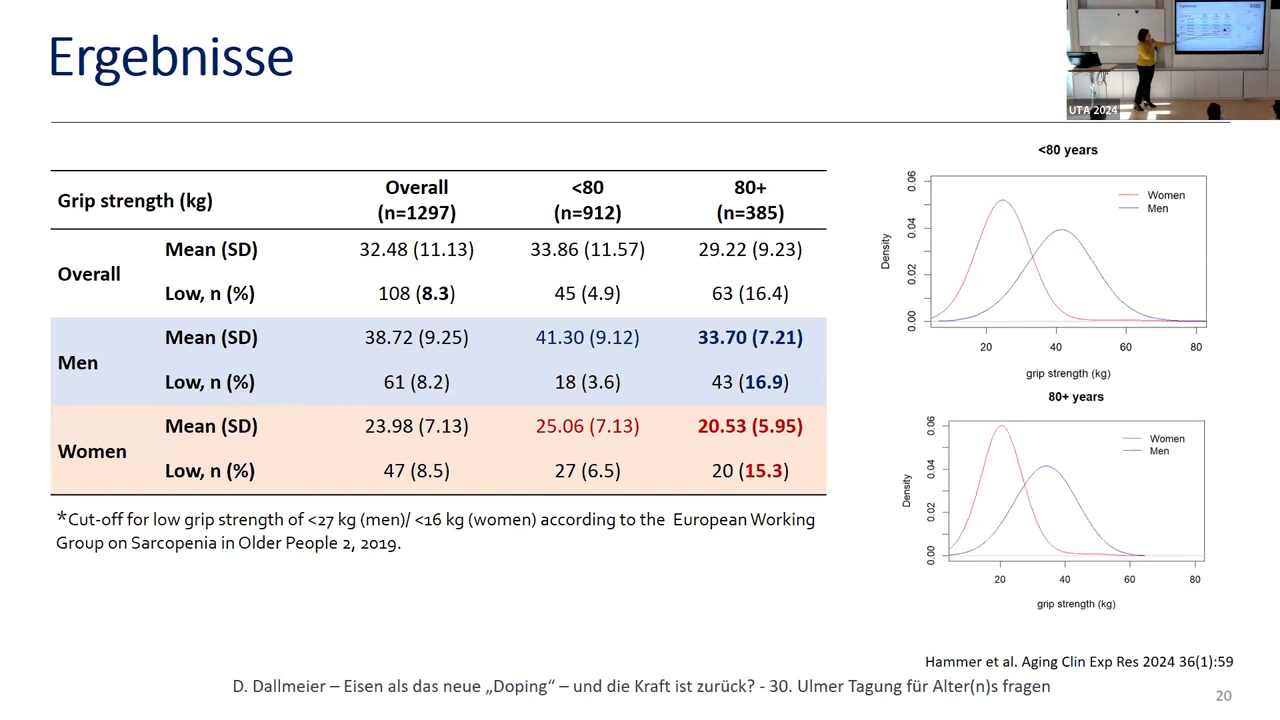 Ergebnisse
UTA 2024
Grip strength (kg) Overall (n=1297) <80 (n=912) 80+ (n=385)
Overall
Mean (SD) 32.48 (11.13) 33.86 (11.57) 29.22 (9.23)
Low, n (%) 108 (8.3) 45 (4.9) 63 (16.4)
Men
Mean (SD) 38.72 (9.25) 41.30 (9.12) 33.70 (7.21)
Low, n (%) 61 (8.2) 18 (3.6) 43 (16.9)
Women
Mean (SD) 23.98 (7.13) 25.06 (7.13) 20.53 (5.95)
Low, n (%) 47 (8.5) 27 (6.5) 20 (15.3)
*Cut-off for low grip strength of <27 kg (men)/ <16 kg (women) according to the European Working
Group on Sarcopenia in Older People 2, 2019.
<80 years
Women
Men
Density
0.00 0.02 0.04 0.06
20 40 60 80
grip strength (kg)
80+ years
Women
Men
Density
0.00 0.02 0.04 0.06
20 40 60 80
grip strength (kg)
Hammer et al. Aging Clin Exp Res 2024 36(1):59
D. Dallmeier – Eisen als das neue „Doping“ – und die Kraft ist zurück? - 30. Ulmer Tagung für Alter(n)s fragen
20